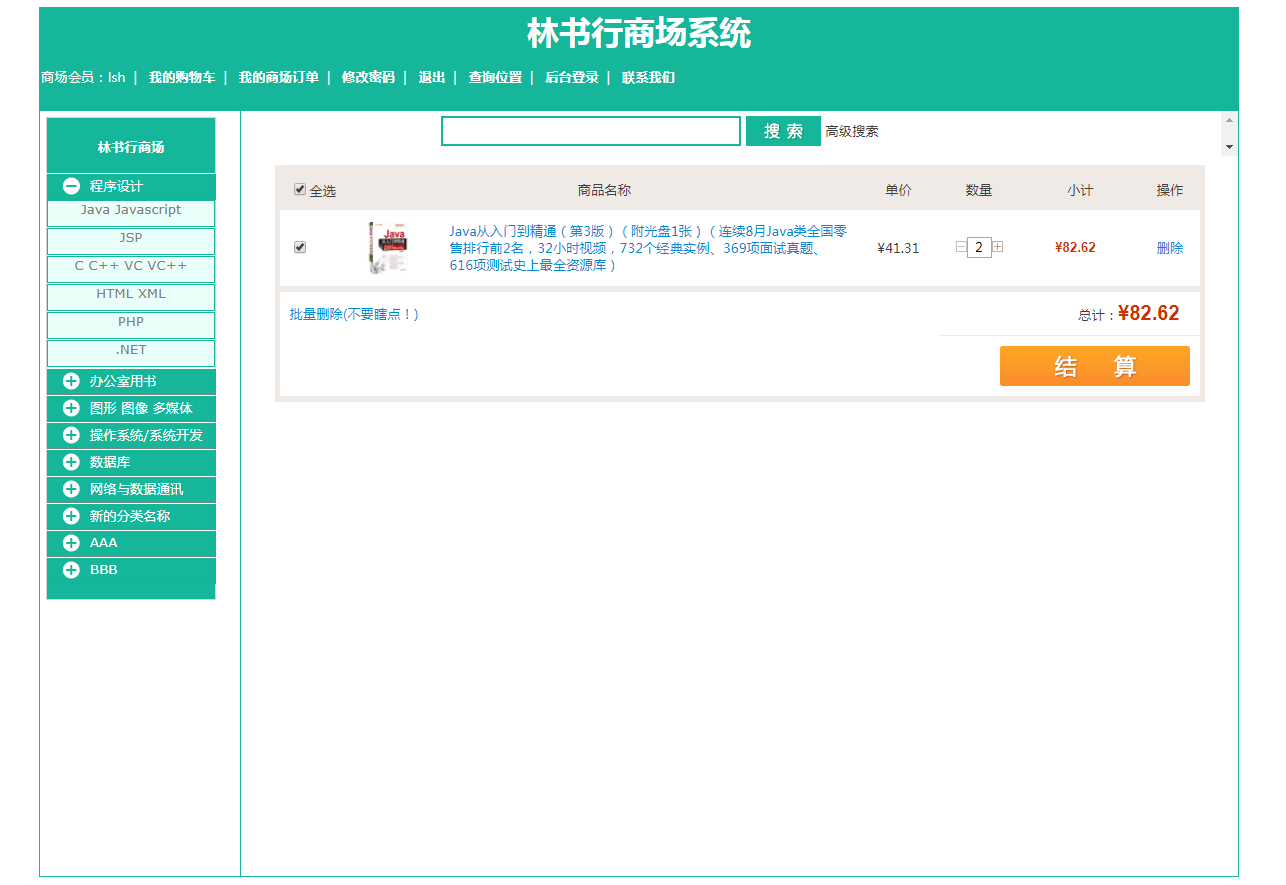 林书行商场系统
商场会员：lsh | 我的购物车 | 我的商场订单 | 修改密码 | 退出 | 查询位置 | 后台登录 | 联系我们
搜 索 高级搜索
林书行商场
程序设计
Java Javascript
JSP
C C++ VC VC++
HTML XML
PHP
.NET
办公室用书
图形 图像 多媒体
操作系统/系统开发
数据库
网络与数据通讯
新的分类名称
AAA
BBB
全选 商品名称 单价 数量 小计 操作
Java
Java从入门到精通（第3版）（附光盘1张）（连续8月Java类全国零
售排行前2名，32小时视频，732个经典实例、369项面试真题、
616项测试史上最全资源库）
¥41.31 2 ¥82.62 删除
批量删除(不要瞎点！)
总计：¥82.62
结 算